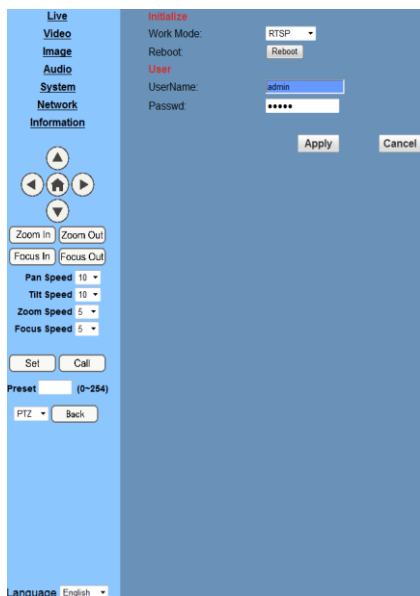 Live
Video
Image
Audio
System
Network
Information
Zoom In Zoom Out
Focus In Focus Out
Pan Speed 10
Tilt Speed 10
Zoom Speed 5
Focus Speed 5
Set Call
Preset (0~254)
PTZ Back
Language English
Initialize
Work Mode: RTSP
Reboot: Reboot
User
UserName: admin
Passwd: •••••
Apply Cancel